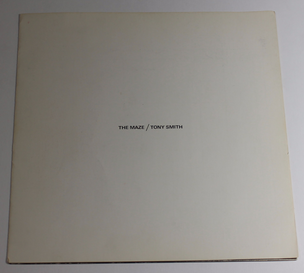 THE MAZE / TONY SMITH